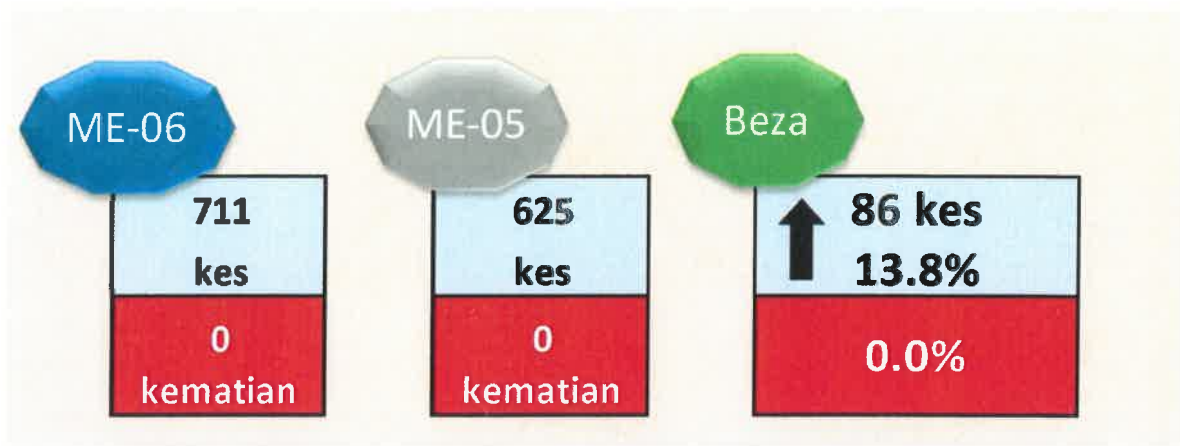 ME-06
711
kes
0
kematian
ME-05
625
kes
0
kematian
Beza
86 kes
13.8%
0.0%